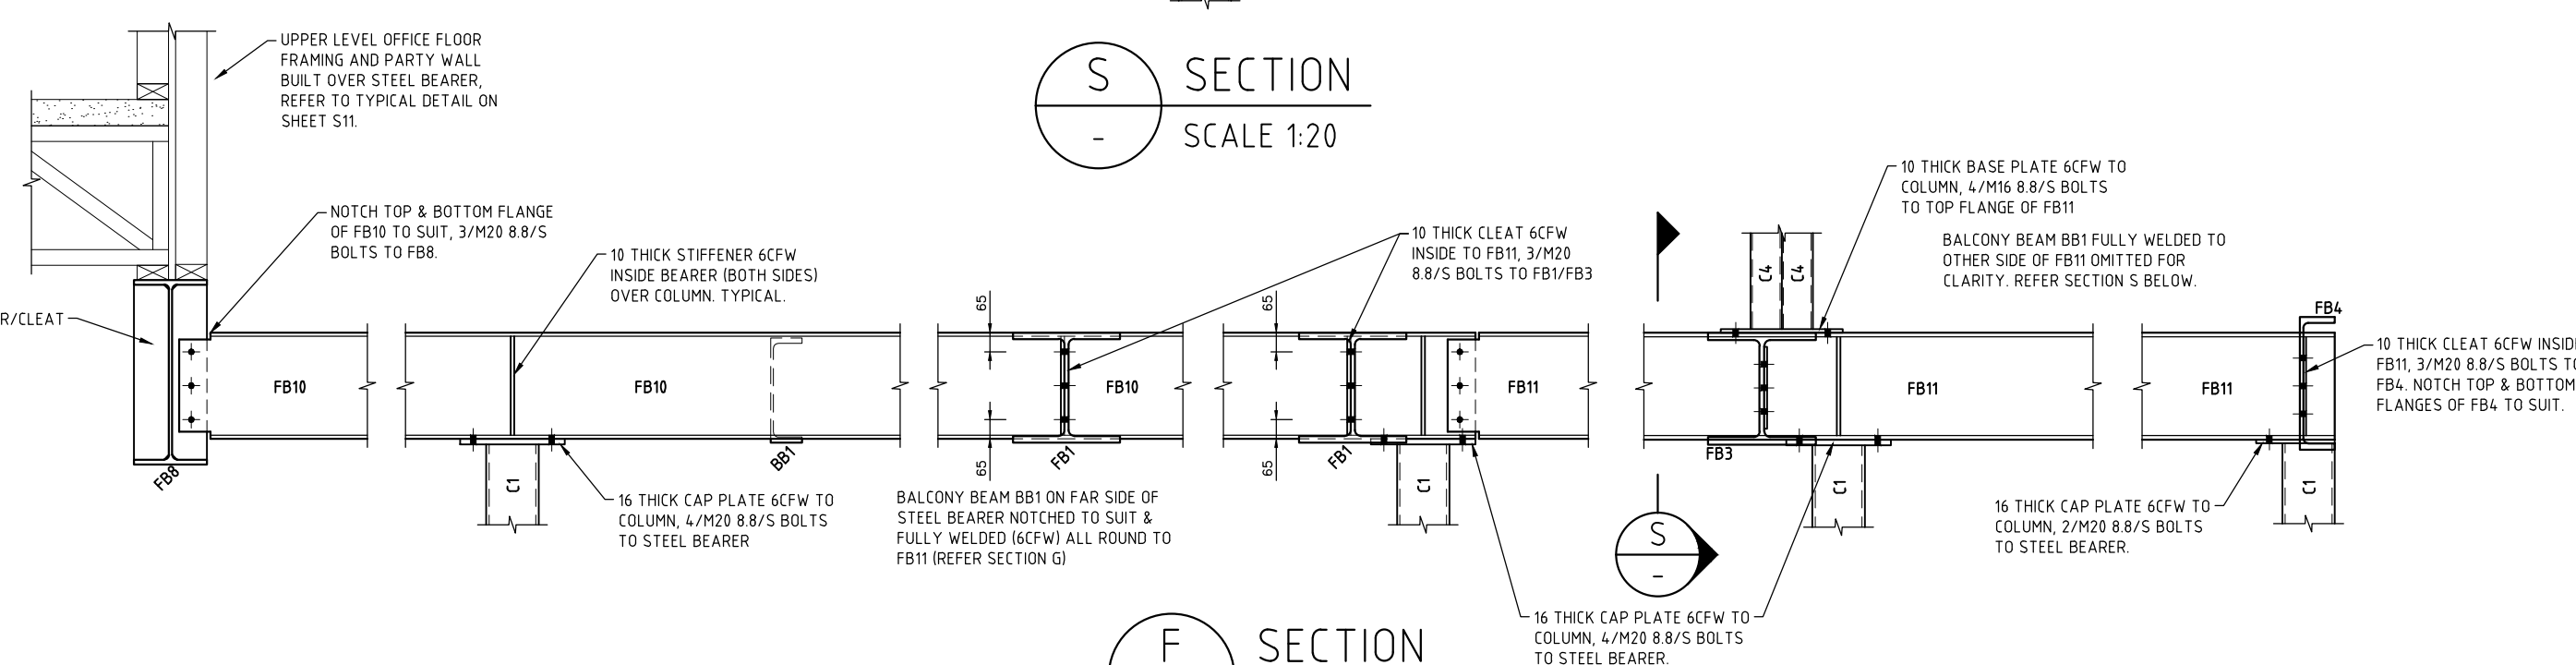 UPPER LEVEL OFFICE FLOOR
FRAMING AND PARTY WALL
BUILT OVER STEEL BEARER,
REFER TO TYPICAL DETAIL ON
SHEET S11.
S
-
SECTION
SCALE 1:20
NOTCH TOP & BOTTOM FLANGE
OF FB10 TO SUIT, 3/M20 8.8/S
BOLTS TO FB8.
10 THICK STIFFENER 6CFW
INSIDE BEARER (BOTH SIDES)
OVER COLUMN. TYPICAL.
10 THICK CLEAT 6CFW
INSIDE TO FB11, 3/M20
8.8/S BOLTS TO FB1/FB3
10 THICK BASE PLATE 6CFW TO
COLUMN, 4/M16 8.8/S BOLTS
TO TOP FLANGE OF FB11
BALCONY BEAM BB1 FULLY WELDED TO
OTHER SIDE OF FB11 OMITTED FOR
CLARITY. REFER SECTION S BELOW.
R/CLEAT
65
65
C4
C4
FB4
10 THICK CLEAT 6CFW INSID
FB11, 3/M20 8.8/S BOLTS TO
FB4. NOTCH TOP & BOTTOM
FLANGES OF FB4 TO SUIT.
FB10
FB10
FB10
FB11
FB11
FB11
FB8
BB1
FB1
FB1
FB3
65
65
C1
C1
C1
C1
16 THICK CAP PLATE 6CFW TO
COLUMN, 4/M20 8.8/S BOLTS
TO STEEL BEARER
BALCONY BEAM BB1 ON FAR SIDE OF
STEEL BEARER NOTCHED TO SUIT &
FULLY WELDED (6CFW) ALL ROUND TO
FB11 (REFER SECTION G)
S
-
16 THICK CAP PLATE 6CFW TO
COLUMN, 2/M20 8.8/S BOLTS
TO STEEL BEARER.
16 THICK CAP PLATE 6CFW TO
COLUMN, 4/M20 8.8/S BOLTS
TO STEEL BEARER.
F
SECTION